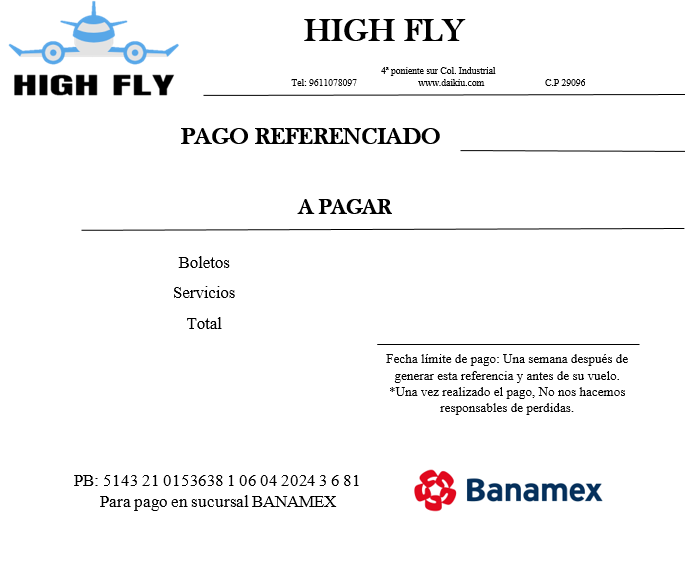 HIGH FLY
HIGH FLY
4ª poniente sur Col. Industrial
Tel: 9611078097 www.daikiu.com C.P 29096
PAGO REFERENCIADO
A PAGAR
Boletos
Servicios
Total
Fecha límite de pago: Una semana después de
generar esta referencia y antes de su vuelo.
*Una vez realizado el pago, No nos hacemos
responsables de perdidas.
PB: 5143 21 0153638 1 06 04 2024 3 6 81
Para pago en sucursal BANAMEX
Banamex